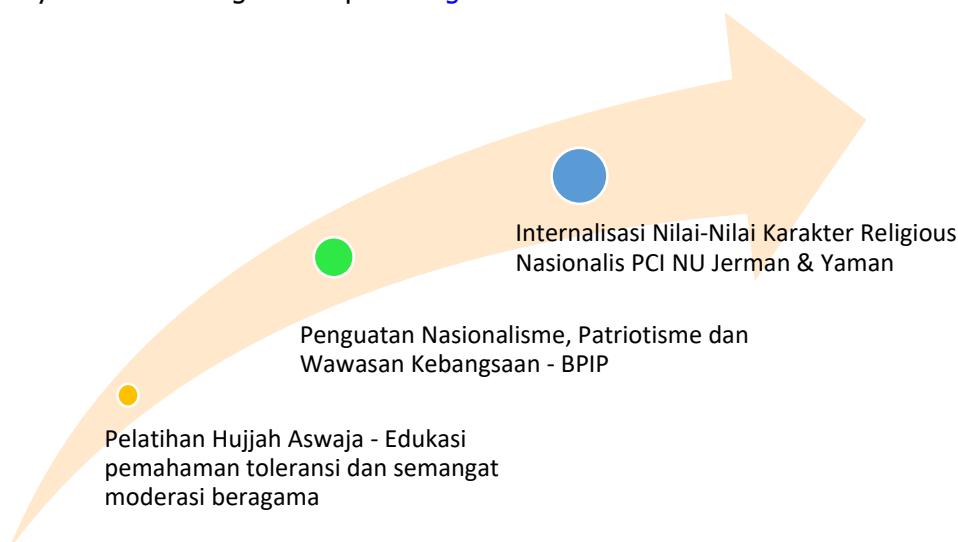 Internalisasi Nilai-Nilai Karakter Religious
Nasionalis PCI NU Jerman & Yaman
Penguatan Nasionalisme, Patriotisme dan
Wawasan Kebangsaan - BPIP
Pelatihan Hujjah Aswaja - Edukasi
pemahaman toleransi dan semangat
moderasi beragama